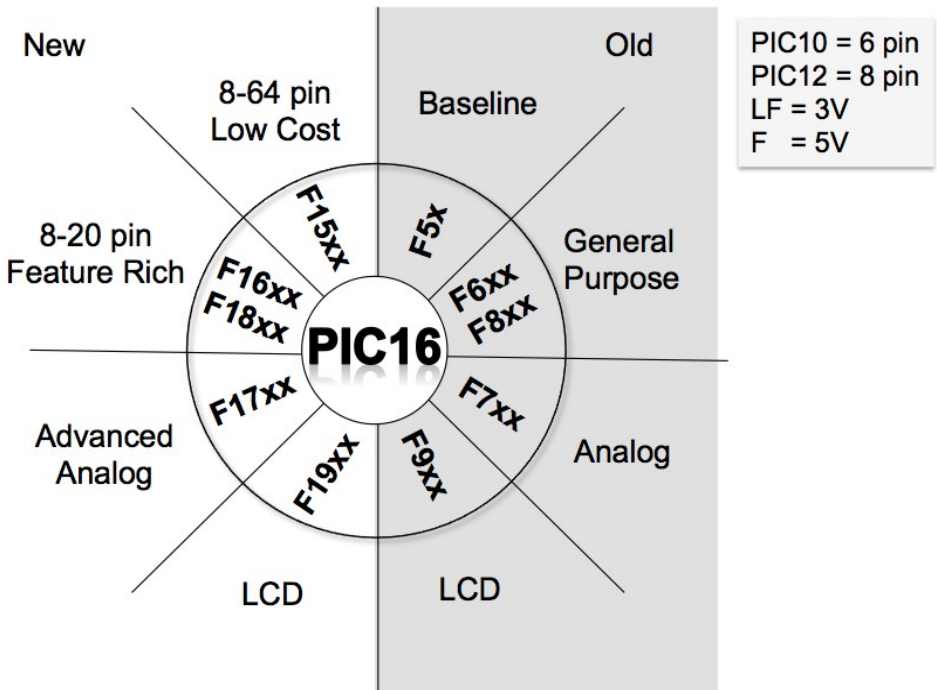 New
Old
PIC10 = 6 pin
PIC12 = 8 pin
LF = 3V
F = 5V
8-64 pin
Low Cost
Baseline
F15xx
F5x
8-20 pin
Feature Rich
F16xx
F18xx
General
Purpose
F6xx
F8xx
PIC16
Advanced
Analog
F17xx
F7xx
Analog
F19xx
F9xx
LCD
LCD